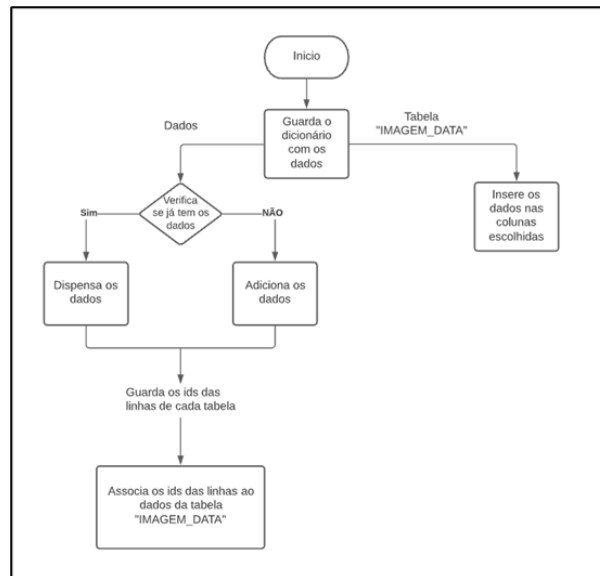 Inicio
Dados
Guarda o
dicionário
com os
dados
Tabela
"IMAGEM_DATA"
Verifica
se já tem os
dados
Sim
NÃO
Insere os
dados nas
colunas
escolhidas
Dispensa os
dados
Adiciona os
dados
Guarda os ids das
linhas de cada tabela
Associa os ids das linhas ao
dados da tabela
"IMAGEM_DATA"